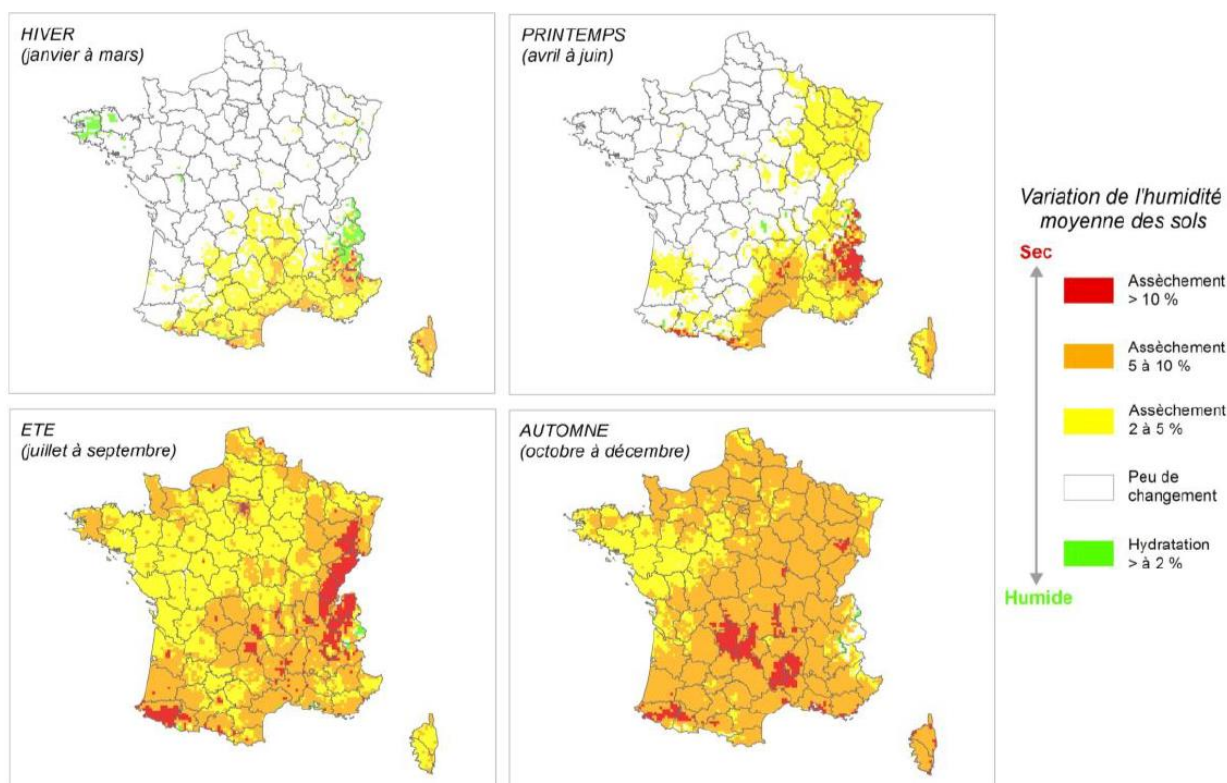 HIVER
(janvier à mars)
PRINTEMPS
(avril à juin)
ETE
(juillet à septembre)
AUTOMNE
(octobre à décembre)
Variation de l'humidité
moyenne des sols
Sec
Assèchement
> 10 %
Assèchement
5 à 10 %
Assèchement
2 à 5 %
Peu de
changement
Hydratation
> à 2 %
Humide